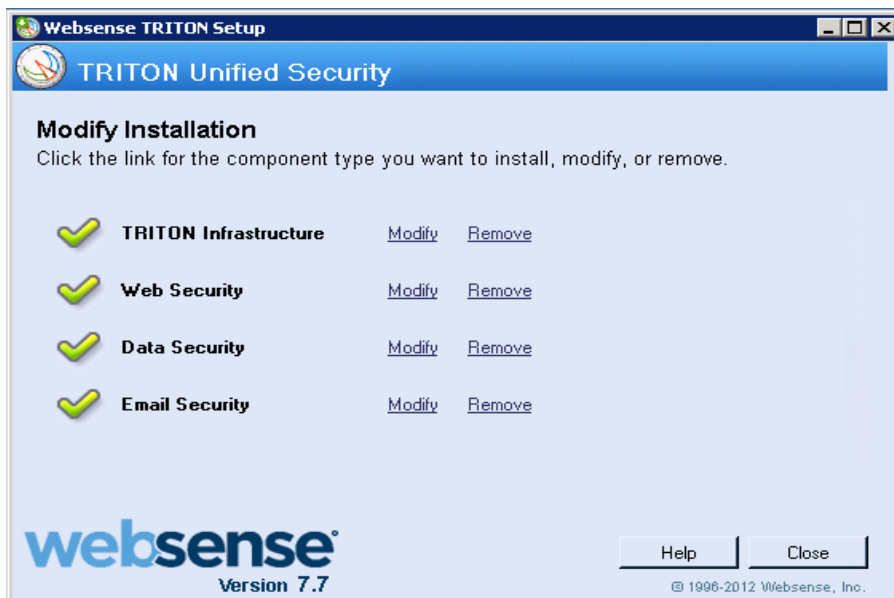 Websense TRITON Setup
TRITON Unified Security
Modify Installation
Click the link for the component type you want to install, modify, or remove.
TRITON Infrastructure Modify Remove
Web Security Modify Remove
Data Security Modify Remove
Email Security Modify Remove
websense
Version 7.7
Help Close
© 1996-2012 Websense, Inc.